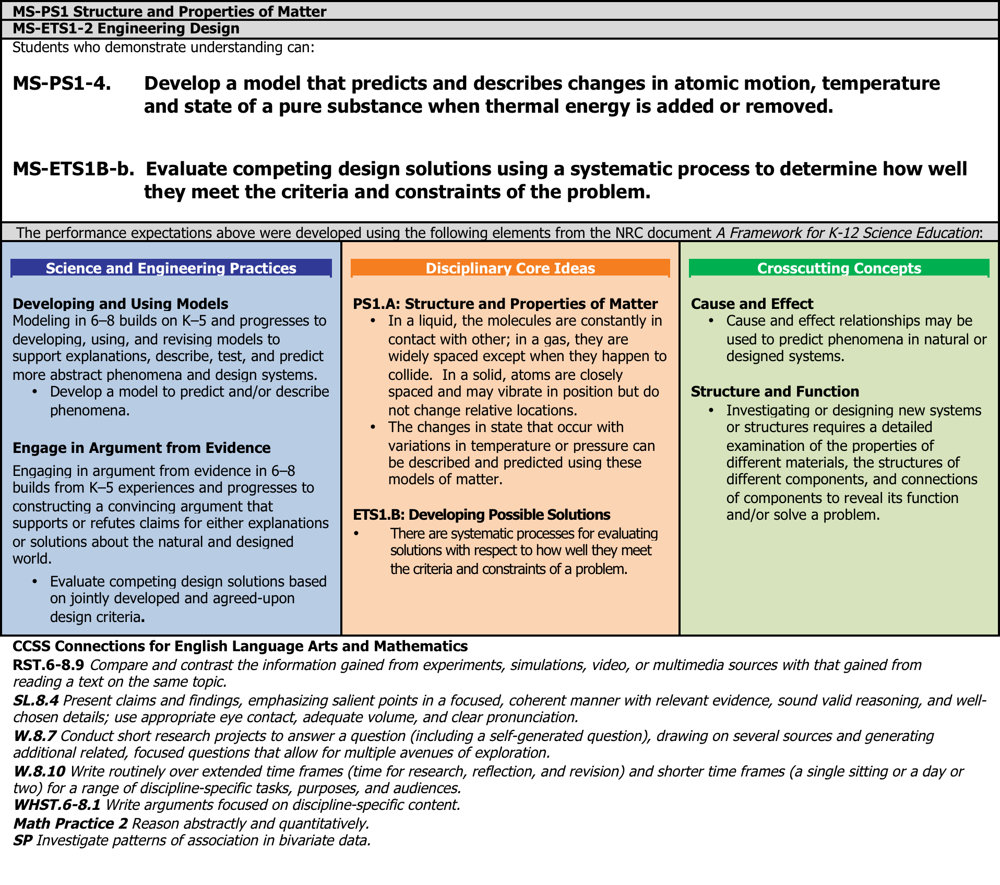 MS-PS1 Structure and Properties of Matter
MS-ETS1-2 Engineering Design
Students who demonstrate understanding can:
MS-PS1-4. Develop a model that predicts and describes changes in atomic motion, temperature
and state of a pure substance when thermal energy is added or removed.
MS-ETS1B-b. Evaluate competing design solutions using a systematic process to determine how well
they meet the criteria and constraints of the problem.
The performance expectations above were developed using the following elements from the NRC document A Framework for K-12 Science Education:
Science and Engineering Practices
Developing and Using Models
Modeling in 6–8 builds on K–5 and progresses to
developing, using, and revising models to
support explanations, describe, test, and predict
more abstract phenomena and design systems.
• Develop a model to predict and/or describe
phenomena.
Engage in Argument from Evidence
Engaging in argument from evidence in 6–8
builds from K–5 experiences and progresses to
constructing a convincing argument that
supports or refutes claims for either explanations
or solutions about the natural and designed
world.
• Evaluate competing design solutions based
on jointly developed and agreed-upon
design criteria.
Disciplinary Core Ideas
PS1.A: Structure and Properties of Matter
• In a liquid, the molecules are constantly in
contact with other; in a gas, they are
widely spaced except when they happen to
collide. In a solid, atoms are closely
spaced and may vibrate in position but do
not change relative locations.
• The changes in state that occur with
variations in temperature or pressure can
be described and predicted using these
models of matter.
ETS1.B: Developing Possible Solutions
• There are systematic processes for evaluating
solutions with respect to how well they meet
the criteria and constraints of a problem.
Crosscutting Concepts
Cause and Effect
• Cause and effect relationships may be
used to predict phenomena in natural or
designed systems.
Structure and Function
• Investigating or designing new systems
or structures requires a detailed
examination of the properties of
different materials, the structures of
different components, and connections
of components to reveal its function
and/or solve a problem.
CCSS Connections for English Language Arts and Mathematics
RST.6-8.9 Compare and contrast the information gained from experiments, simulations, video, or multimedia sources with that gained from
reading a text on the same topic.
SL.8.4 Present claims and findings, emphasizing salient points in a focused, coherent manner with relevant evidence, sound valid reasoning, and well-
chosen details; use appropriate eye contact, adequate volume, and clear pronunciation.
W.8.7 Conduct short research projects to answer a question (including a self-generated question), drawing on several sources and generating
additional related, focused questions that allow for multiple avenues of exploration.
W.8.10 Write routinely over extended time frames (time for research, reflection, and revision) and shorter time frames (a single sitting or a day or
two) for a range of discipline-specific tasks, purposes, and audiences.
WHST.6-8.1 Write arguments focused on discipline-specific content.
Math Practice 2 Reason abstractly and quantitatively.
SP Investigate patterns of association in bivariate data.